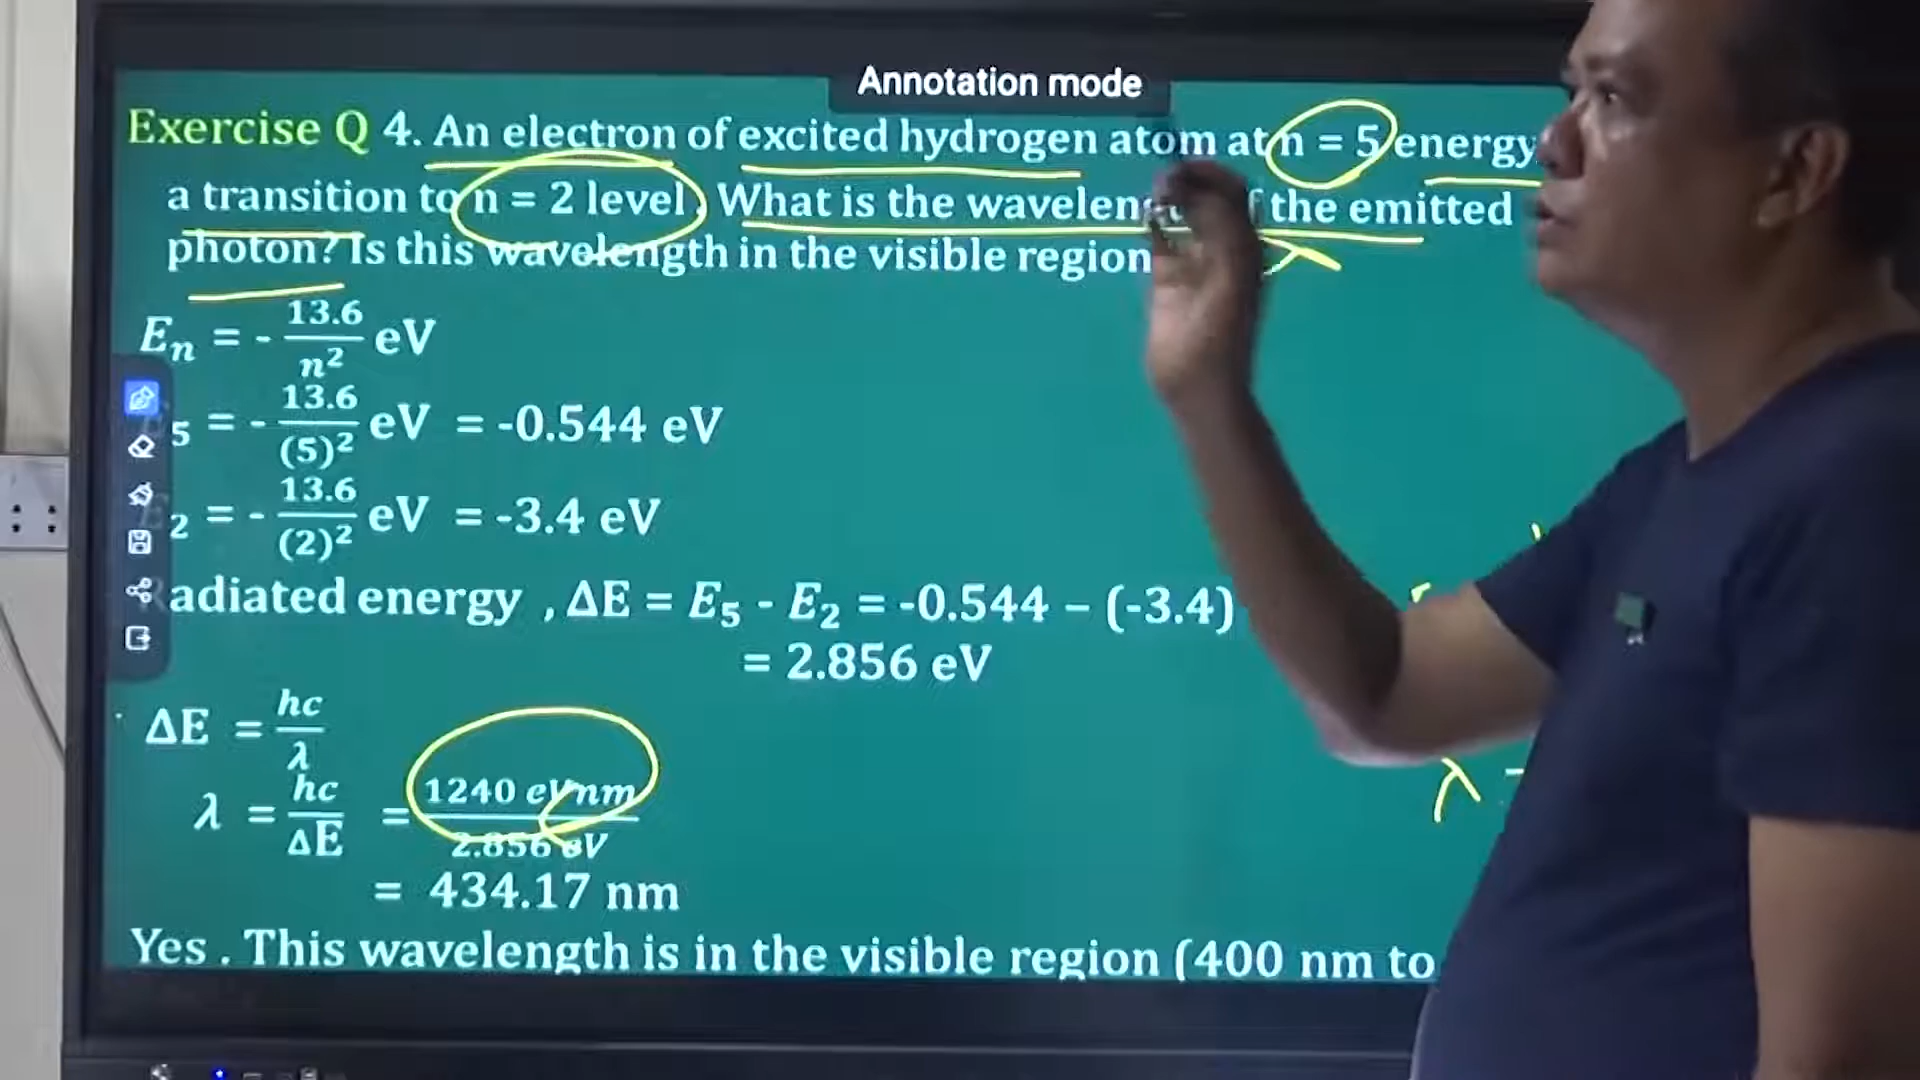 Annotation mode
Exercise Q 4. An electron of excited hydrogen atom at n = 5 energy
a transition to n = 2 level. What is the the emitted
photon? Is this wavelength in the visible region
Eₙ = - 13.6/n² eV
₅ = - 13.6/(5)² eV = -0.544 eV
₂ = - 13.6/(2)² eV = -3.4 eV
adiated energy , ΔE = E₅ - E₂ = -0.544 – (-3.4)
= 2.856 eV
ΔE = hc/λ
λ = hc/ΔE = 1240 eVnm/2.856 eV
λ
= 434.17 nm
Yes . This wavelength is in the visible region (400 nm to